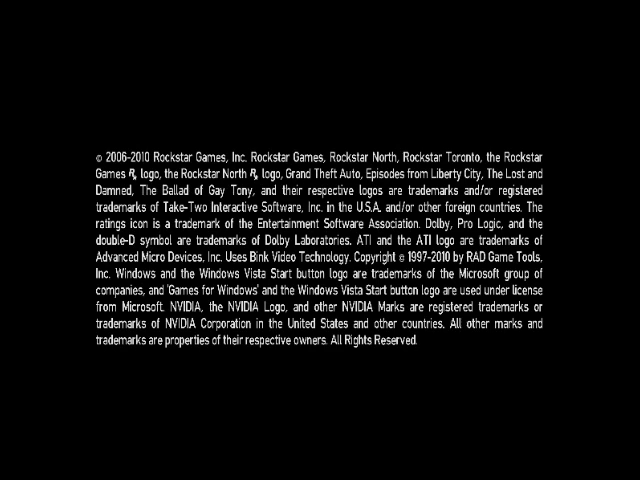 © 2006-2010 Rockstar Games, Inc. Rockstar Games, Rockstar North, Rockstar Toronto, the Rockstar
Games R* logo, the Rockstar North R* logo, Grand Theft Auto, Episodes from Liberty City, The Lost and
Damned, The Ballad of Gay Tony, and their respective logos are trademarks and/or registered
trademarks of Take-Two Interactive Software, Inc. in the U.S.A. and/or other foreign countries. The
ratings icon is a trademark of the Entertainment Software Association. Dolby, Pro Logic, and the
double-D symbol are trademarks of Dolby Laboratories. ATI and the ATI logo are trademarks of
Advanced Micro Devices, Inc. Uses Bink Video Technology. Copyright © 1997-2010 by RAD Game Tools,
Inc. Windows and the Windows Vista Start button logo are trademarks of the Microsoft group of
companies, and 'Games for Windows' and the Windows Vista Start button logo are used under license
from Microsoft. NVIDIA, the NVIDIA Logo, and other NVIDIA Marks are registered trademarks or
trademarks of NVIDIA Corporation in the United States and other countries. All other marks and
trademarks are properties of their respective owners. All Rights Reserved.